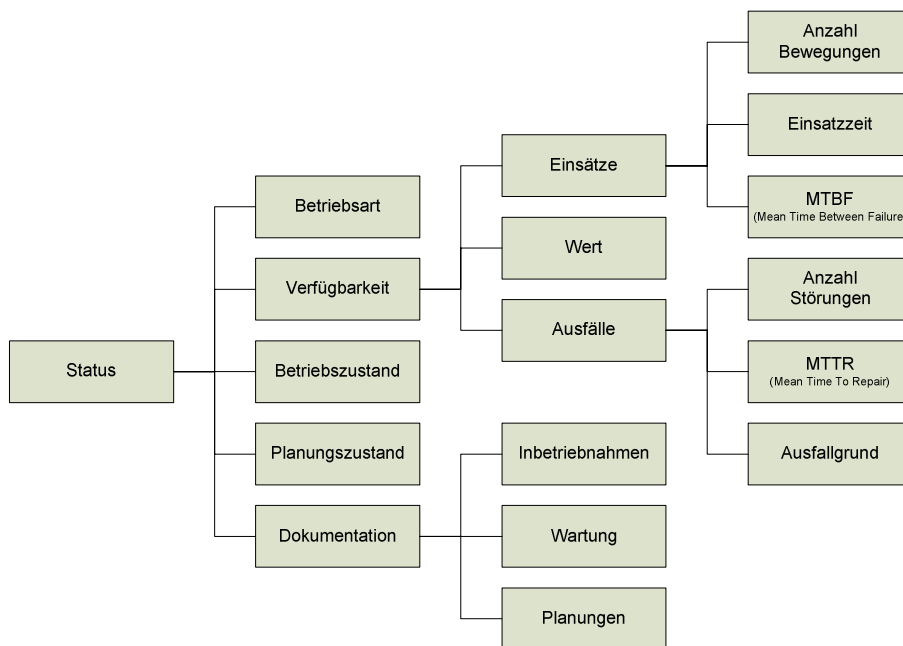 Status
Betriebsart
Verfügbarkeit
Betriebszustand
Planungszustand
Dokumentation
Einsätze
Wert
Ausfälle
Inbetriebnahmen
Wartung
Planungen
Anzahl
Bewegungen
Einsatzzeit
MTBF
(Mean Time Between Failure
Anzahl
Störungen
MTTR
(Mean Time To Repair)
Ausfallgrund